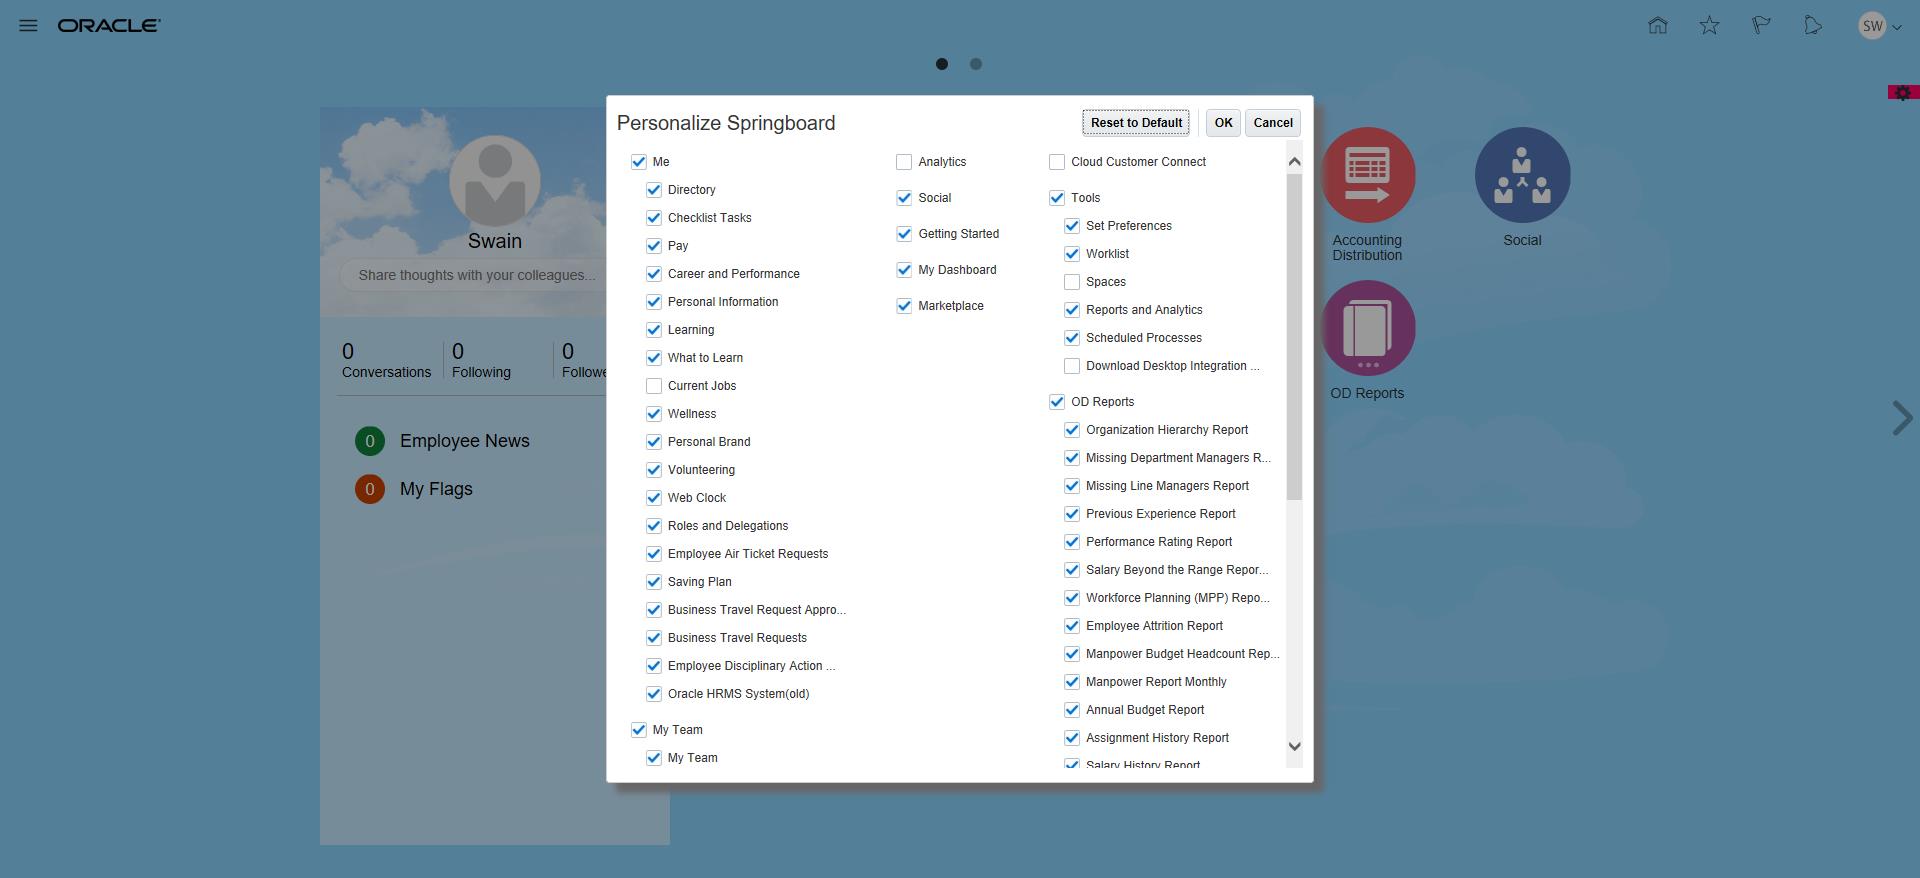 ORACLE
SW
Personalize Springboard
Reset to Default
OK
Cancel
Swain
Share thoughts with your colleagues...
0
Conversations
0
Following
0
Followe
0
Employee News
0
My Flags
Me
Directory
Checklist Tasks
Pay
Career and Performance
Personal Information
Learning
What to Learn
Current Jobs
Wellness
Personal Brand
Volunteering
Web Clock
Roles and Delegations
Employee Air Ticket Requests
Saving Plan
Business Travel Request Appro...
Business Travel Requests
Employee Disciplinary Action ...
Oracle HRMS System(old)
My Team
My Team
Analytics
Social
Getting Started
My Dashboard
Marketplace
Cloud Customer Connect
Tools
Set Preferences
Worklist
Spaces
Reports and Analytics
Scheduled Processes
Download Desktop Integration ...
OD Reports
Organization Hierarchy Report
Missing Department Managers R...
Missing Line Managers Report
Previous Experience Report
Performance Rating Report
Salary Beyond the Range Repor...
Workforce Planning (MPP) Repo...
Employee Attrition Report
Manpower Budget Headcount Rep...
Manpower Report Monthly
Annual Budget Report
Assignment History Report
Salary History Report
Accounting
Distribution
Social
OD Reports